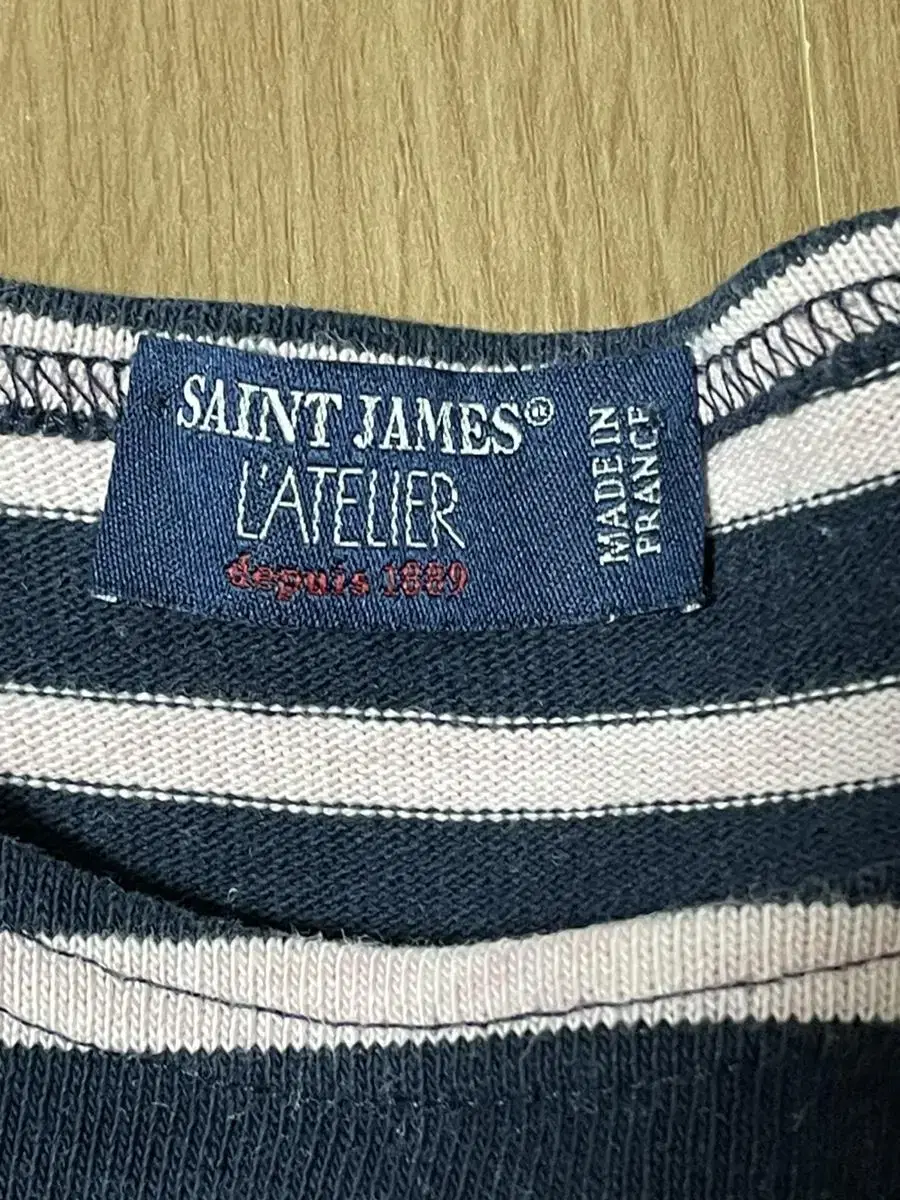 SAINT JAMES®
L'ATELIER
depuis 1889
MADE IN
FRANCE